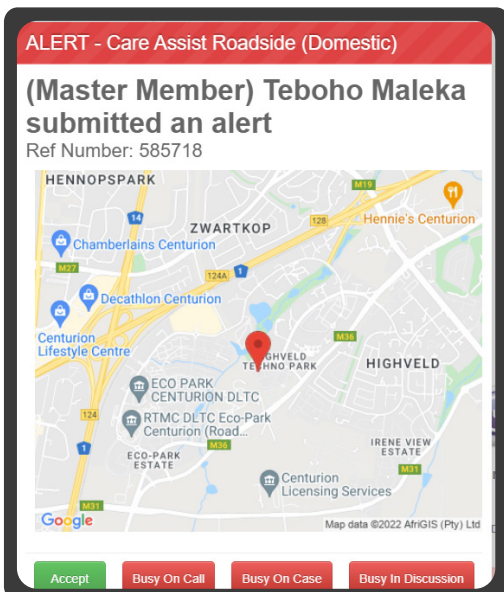 ALERT - Care Assist Roadside (Domestic)
(Master Member) Teboho Maleka
submitted an alert
Ref Number: 585718
HENNOPSPARK
M19
14
ZWARTKOP
128
Hennie's Centurion
Chamberlains Centurion
M27
124A
1
Decathlon Centurion
Centurion
Lifestyle Centre
M36
HIGHVELD
TECHNO PARK
HIGHVELD
ECO PARK
CENTURION DLTC
124
RTMC DLTC Eco-Park
Centurion (Road...
M36
1
ECO-PARK
ESTATE
IRENE VIEW
ESTATE
M31
Centurion
Licensing Services
M31
Google
Map data ©2022 AfriGIS (Pty) Ltd
Accept
Busy On Call
Busy On Case
Busy In Discussion